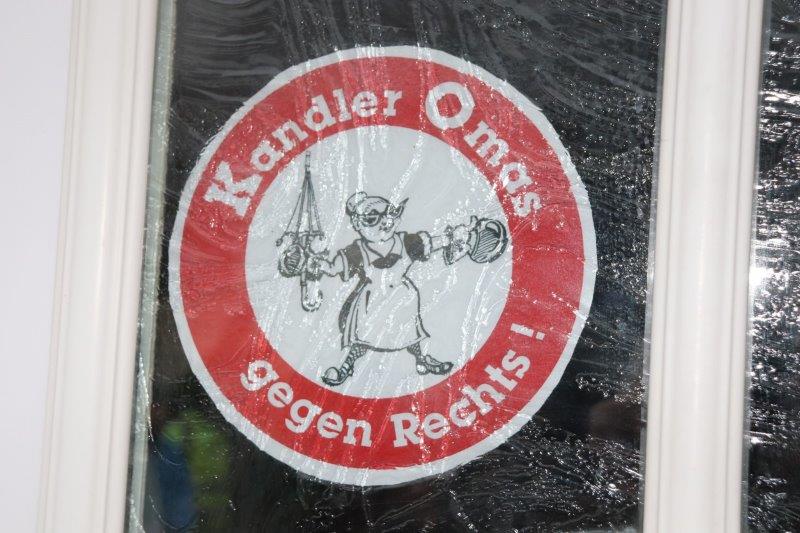 Kandler Omas
gegen Rechts!